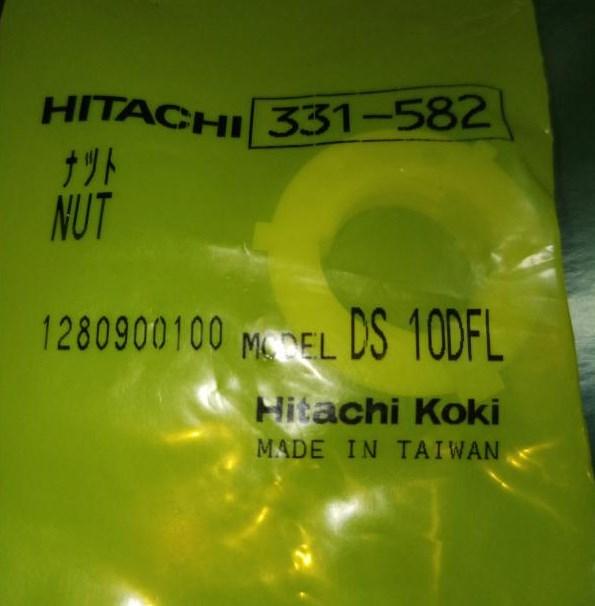 HITACHI 331-582
ナット
NUT
1280900100 MODEL DS 10DFL
Hitachi Koki
MADE IN TAIWAN